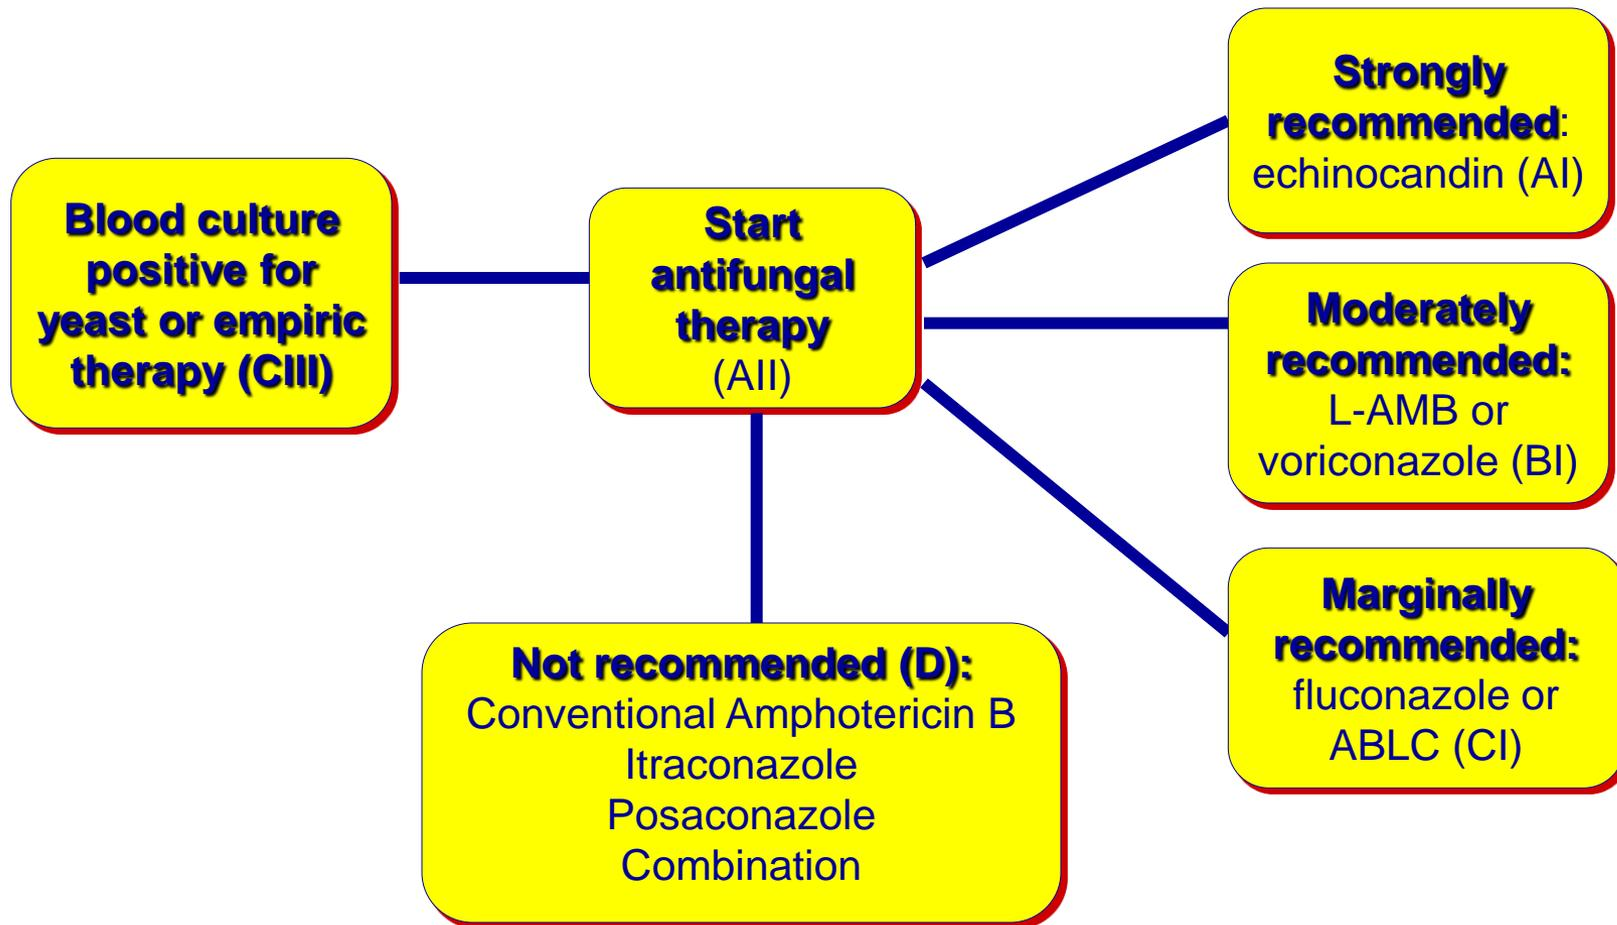 Blood culture
positive for
yeast or empiric
therapy (CIII)
Start
antifungal
therapy
(AII)
Strongly
recommended:
echinocandin (AI)
Moderately
recommended:
L-AMB or
voriconazole (BI)
Marginally
recommended:
fluconazole or
ABLC (CI)
Not recommended (D):
Conventional Amphotericin B
Itraconazole
Posaconazole
Combination